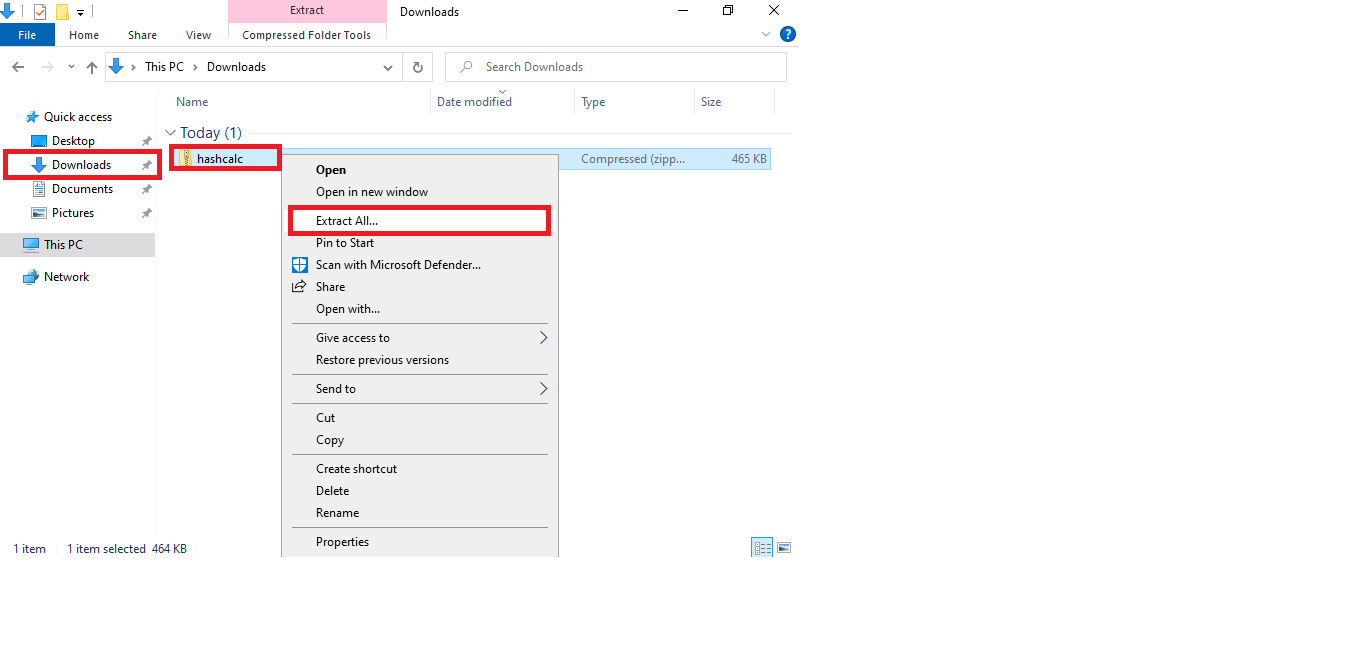 Extract
Downloads
File
Home
Share
View
Compressed Folder Tools
?
This PC
Downloads
Search Downloads
Name
Date modified
Type
Size
Quick access
Desktop
Downloads
Documents
Pictures
This PC
Network
Today (1)
hashcalc
Compressed (zipp...
465 KB
Open
Open in new window
Extract All...
Pin to Start
Scan with Microsoft Defender...
Share
Open with...
Give access to
Restore previous versions
Send to
Cut
Copy
Create shortcut
Delete
Rename
Properties
1 item
1 item selected 464 KB